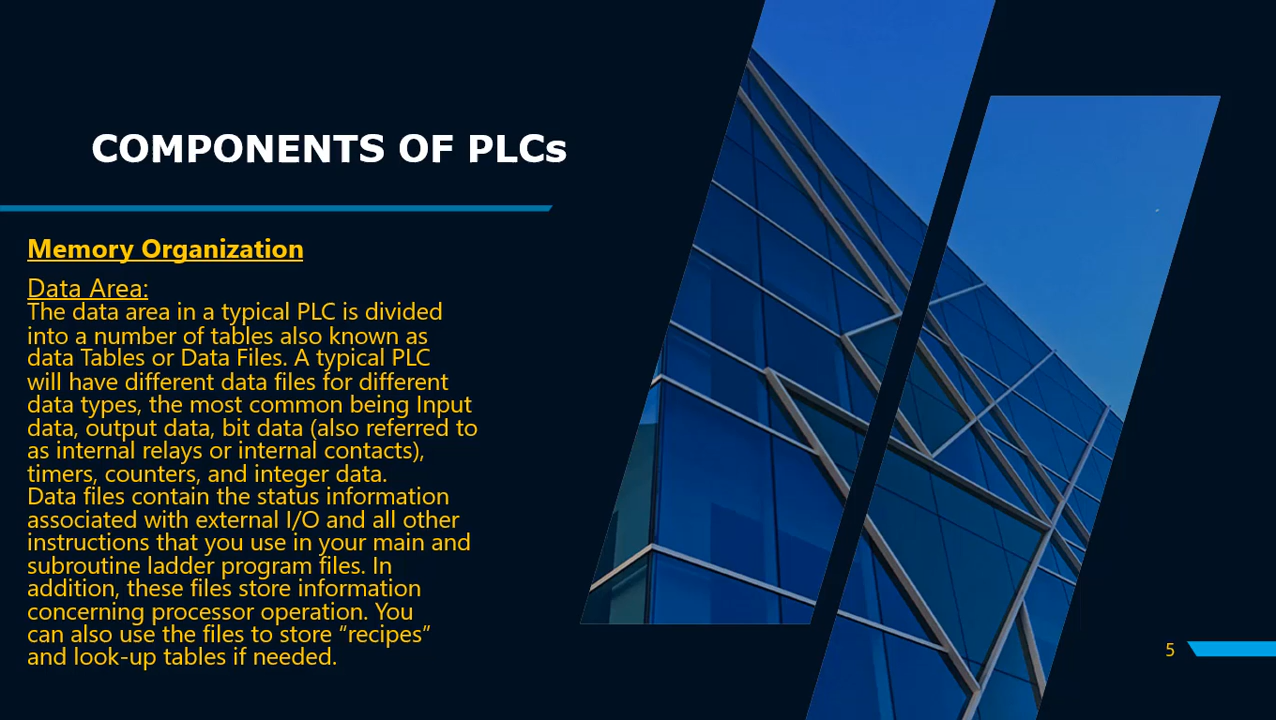 COMPONENTS OF PLCs
Memory Organization
Data Area:
The data area in a typical PLC is divided
into a number of tables also known as
data Tables or Data Files. A typical PLC
will have different data files for different
data types, the most common being Input
data, output data, bit data (also referred to
as internal relays or internal contacts),
timers, counters, and integer data.
Data files contain the status information
associated with external I/O and all other
instructions that you use in your main and
subroutine ladder program files. In
addition, these files store information
concerning processor operation. You
can also use the files to store “recipes”
and look-up tables if needed.
5